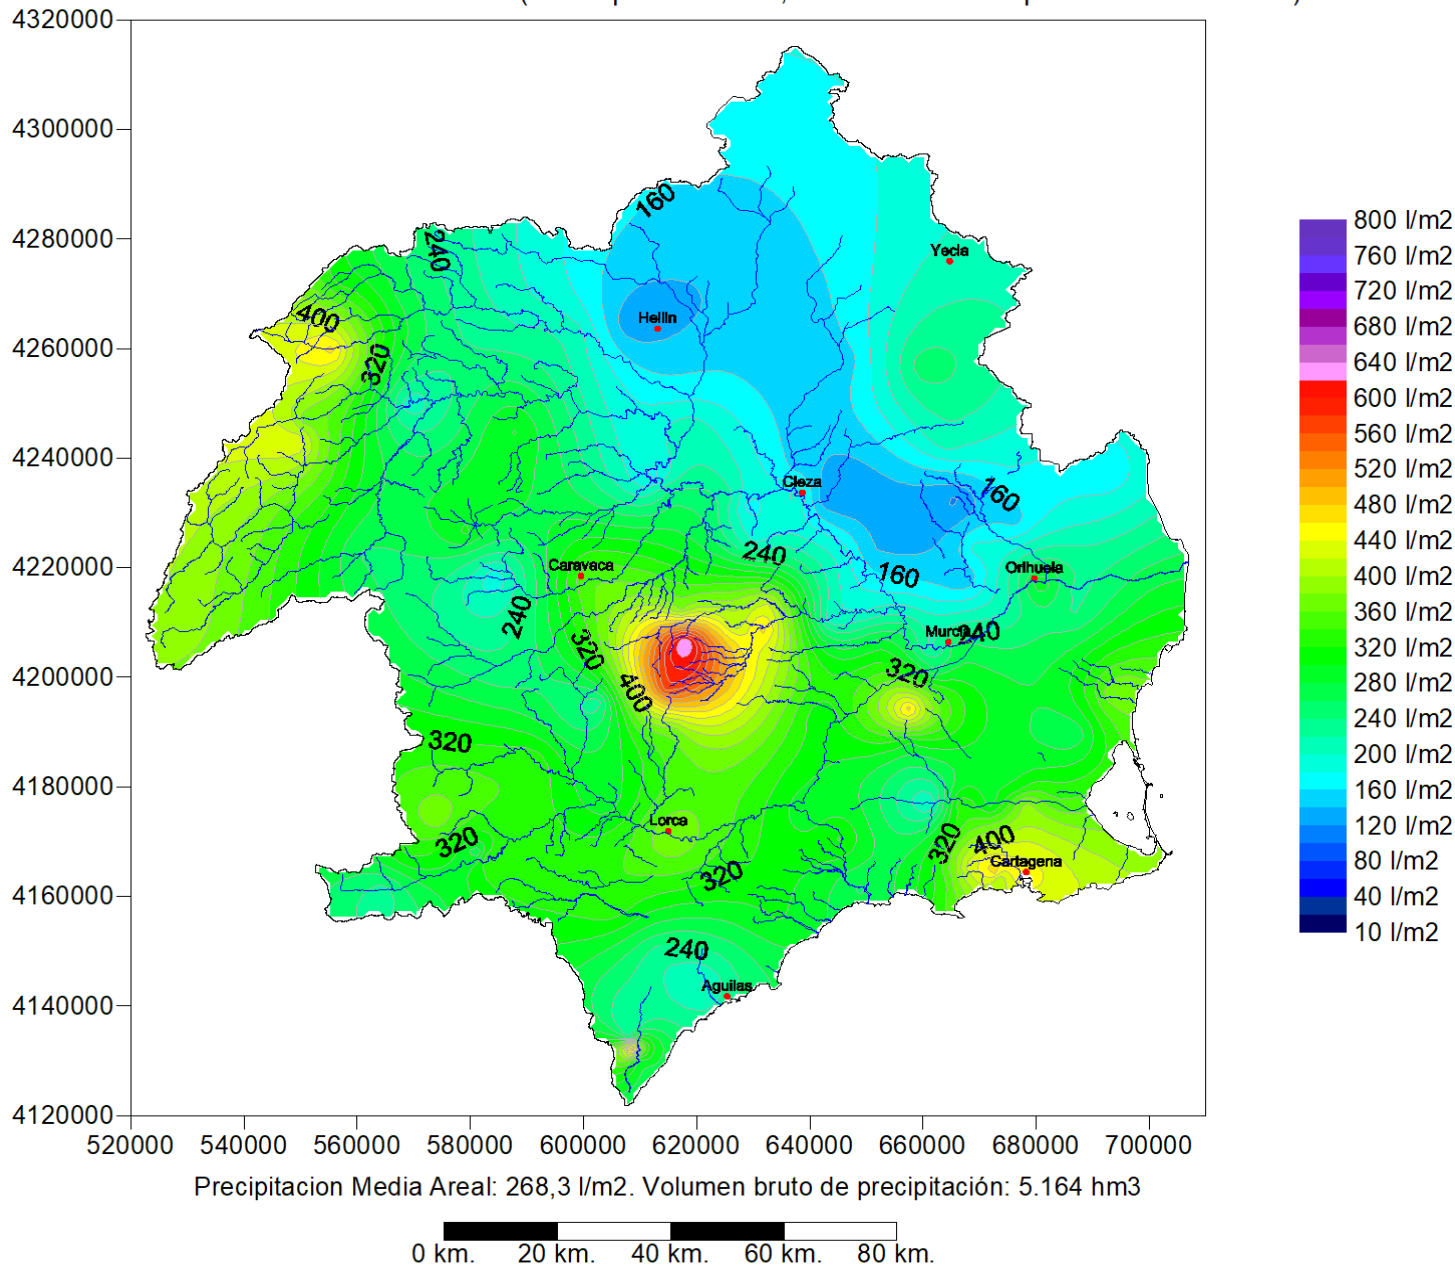 4320000
4300000
4280000
4260000
4240000
4220000
4200000
4180000
4160000
4140000
4120000
520000 540000 560000 580000 600000 620000 640000 660000 680000 700000
160
240
Yecla
400
Hellin
320
Cieza
160
240
Caravaca
160
Orihuela
240
Murcia
240
320
320
400
320
Lorca
320
320
400
Cartagena
320
240
Aguilas
800 l/m2
760 l/m2
720 l/m2
680 l/m2
640 l/m2
600 l/m2
560 l/m2
520 l/m2
480 l/m2
440 l/m2
400 l/m2
360 l/m2
320 l/m2
280 l/m2
240 l/m2
200 l/m2
160 l/m2
120 l/m2
80 l/m2
40 l/m2
10 l/m2
Precipitacion Media Areal: 268,3 l/m2. Volumen bruto de precipitación: 5.164 hm3
0 km. 20 km. 40 km. 60 km. 80 km.